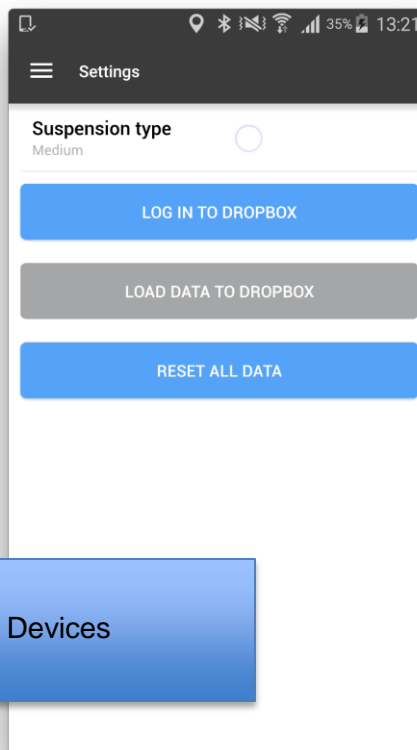 35% 13:21
Settings
Suspension type
Medium
LOG IN TO DROPBOX
LOAD DATA TO DROPBOX
RESET ALL DATA
Devices